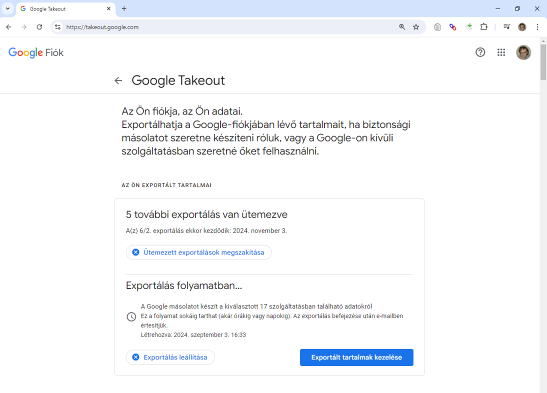 Google Takeout
https://takeout.google.com
Google Fiók
Google Takeout
Az Ön fiókja, az Ön adatai.
Exportálhatja a Google-fiókjában lévő tartalmait, ha biztonsági
másolatot szeretne készíteni róluk, vagy a Google-on kívüli
szolgáltatásban szeretné őket felhasználni.
AZ ÖN EXPORTÁLT TARTALMAI
5 további exportálás van ütemezve
A(z) 6/2. exportálás ekkor kezdődik: 2024. november 3.
Ütemezett exportálások megszakítása
Exportálás folyamatban...
A Google másolatot készít a kiválasztott 17 szolgáltatásban található adatokról
Ez a folyamat sokáig tarthat (akár órákig vagy napokig). Az exportálás befejezése után e-mailben
értesítjük.
Létrehozva: 2024. szeptember 3. 16:33
Exportálás leállítása
Exportált tartalmak kezelése